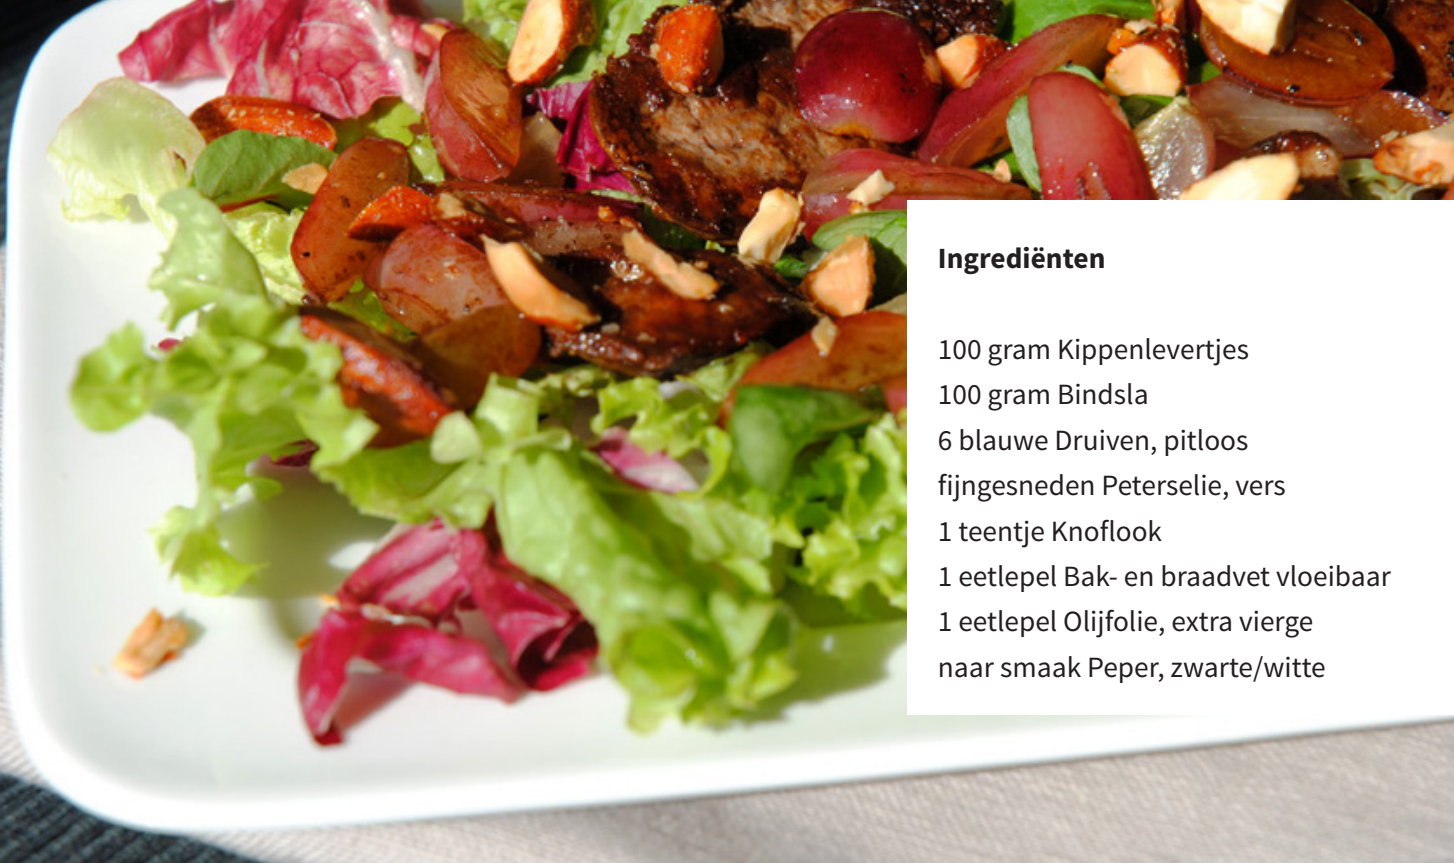 Ingrediënten
100 gram Kippenlevertjes
100 gram Bindsla
6 blauwe Druiven, pitloos
fijngesneden Peterselie, vers
1 teentje Knoflook
1 eetlepel Bak- en braadvet vloeibaar
1 eetlepel Olijfolie, extra vierge
naar smaak Peper, zwarte/witte